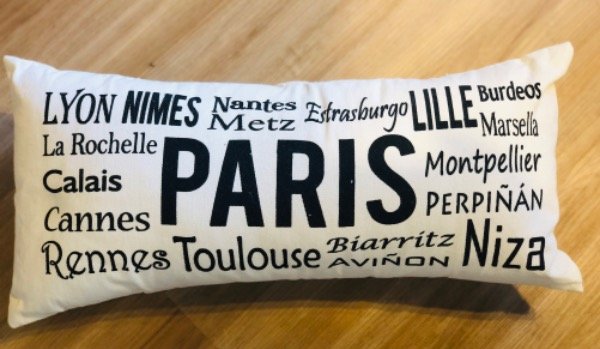 LYON NIMES Nantes Estrasburgo LILLE Burdeos
Metz Marsella
La Rochelle PARIS Montpellier
Calais PERPIÑÁN
Cannes
Rennes Toulouse Biarritz Niza
AVIÑON